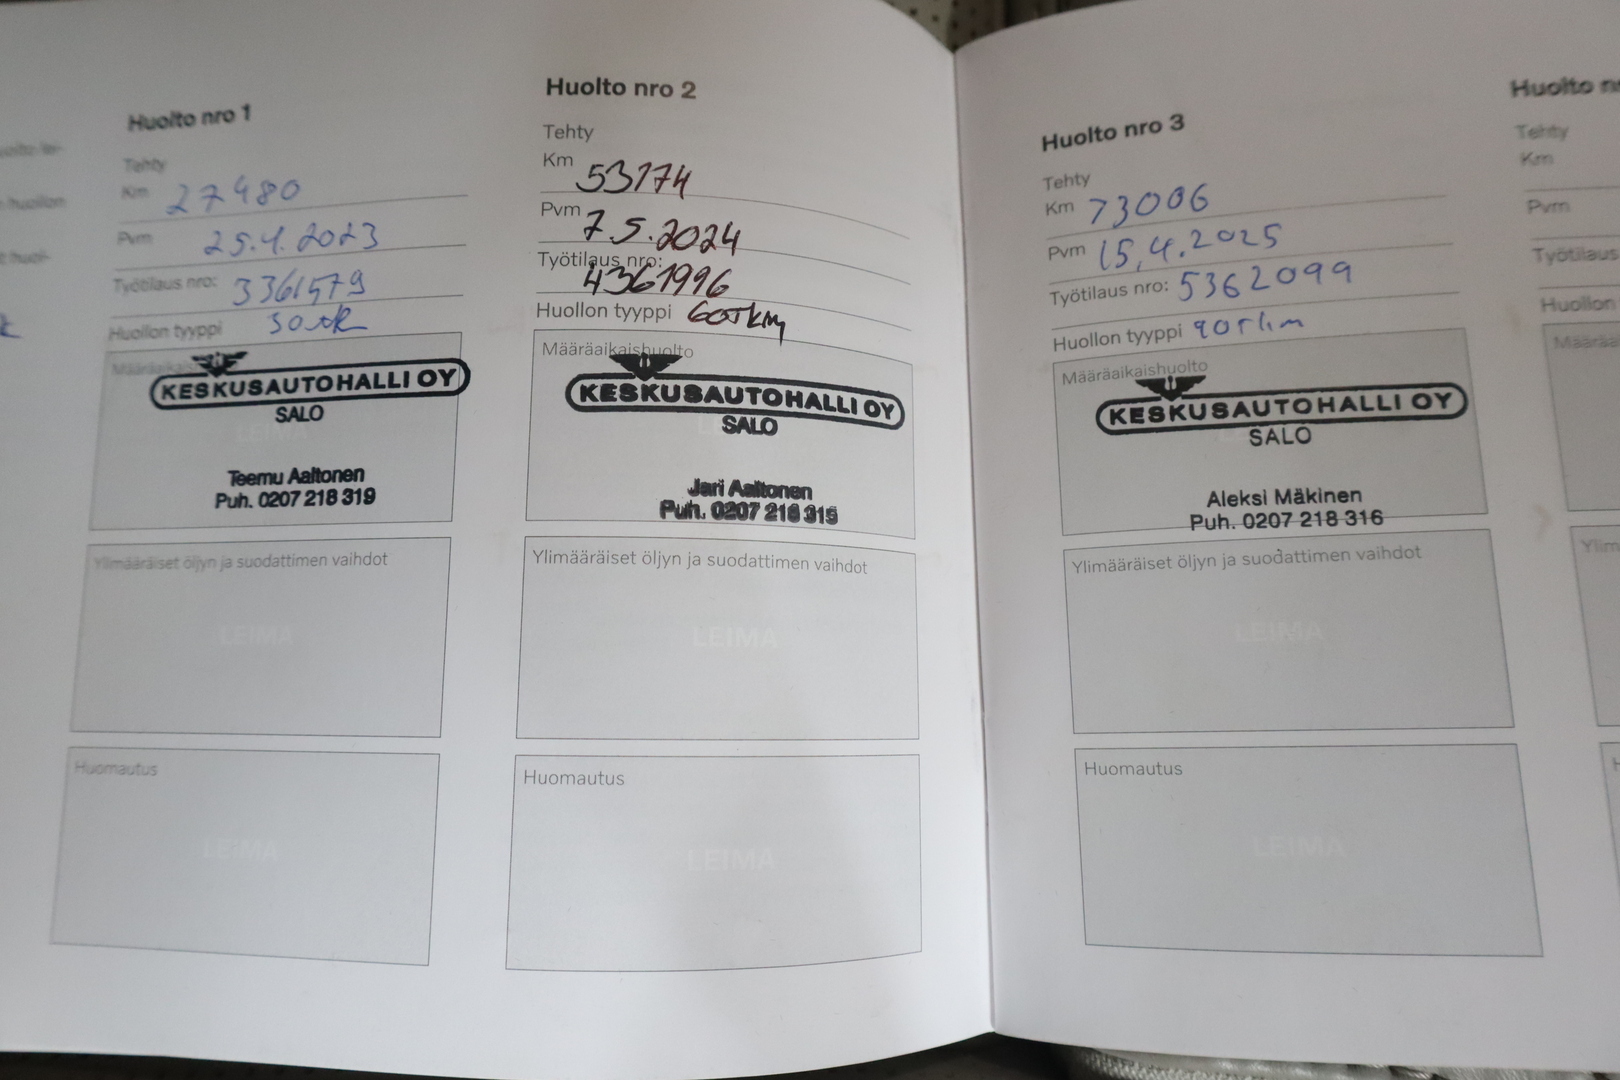 Huolto nro 1
Tehty
Km 27480
Pvm 25.4.2023
Työtilaus nro: 3361579
Huollon tyyppi
KESKUSAUTOHALLI OY
SALO
Teemu Aaltonen
Puh. 0207 218 319
Ylimääräiset öljyn ja suodattimen vaihdot
LEIMA
Huomautus
LEIMA
Huolto nro 2
Tehty
Km 53174
Pvm 7.5.2024
Työtilaus nro: 4361996
Huollon tyyppi 60Tkm
Määräaikaishuolto
KESKUSAUTOHALLI OY
SALO
Jari Aaltonen
Puh. 0207 218 315
Ylimääräiset öljyn ja suodattimen vaihdot
LEIMA
Huomautus
LEIMA
Huolto nro 3
Tehty
Km 73006
Pvm 15.4.2025
Työtilaus nro: 5362099
Huollon tyyppi 90Tkm
Määräaikaishuolto
KESKUSAUTOHALLI OY
SALO
Aleksi Mäkinen
Puh. 0207 218 316
Ylimääräiset öljyn ja suodattimen vaihdot
LEIMA
Huomautus
LEIMA
Huolto
Tehty
Km
Pvm
Työtilaus
Huollon